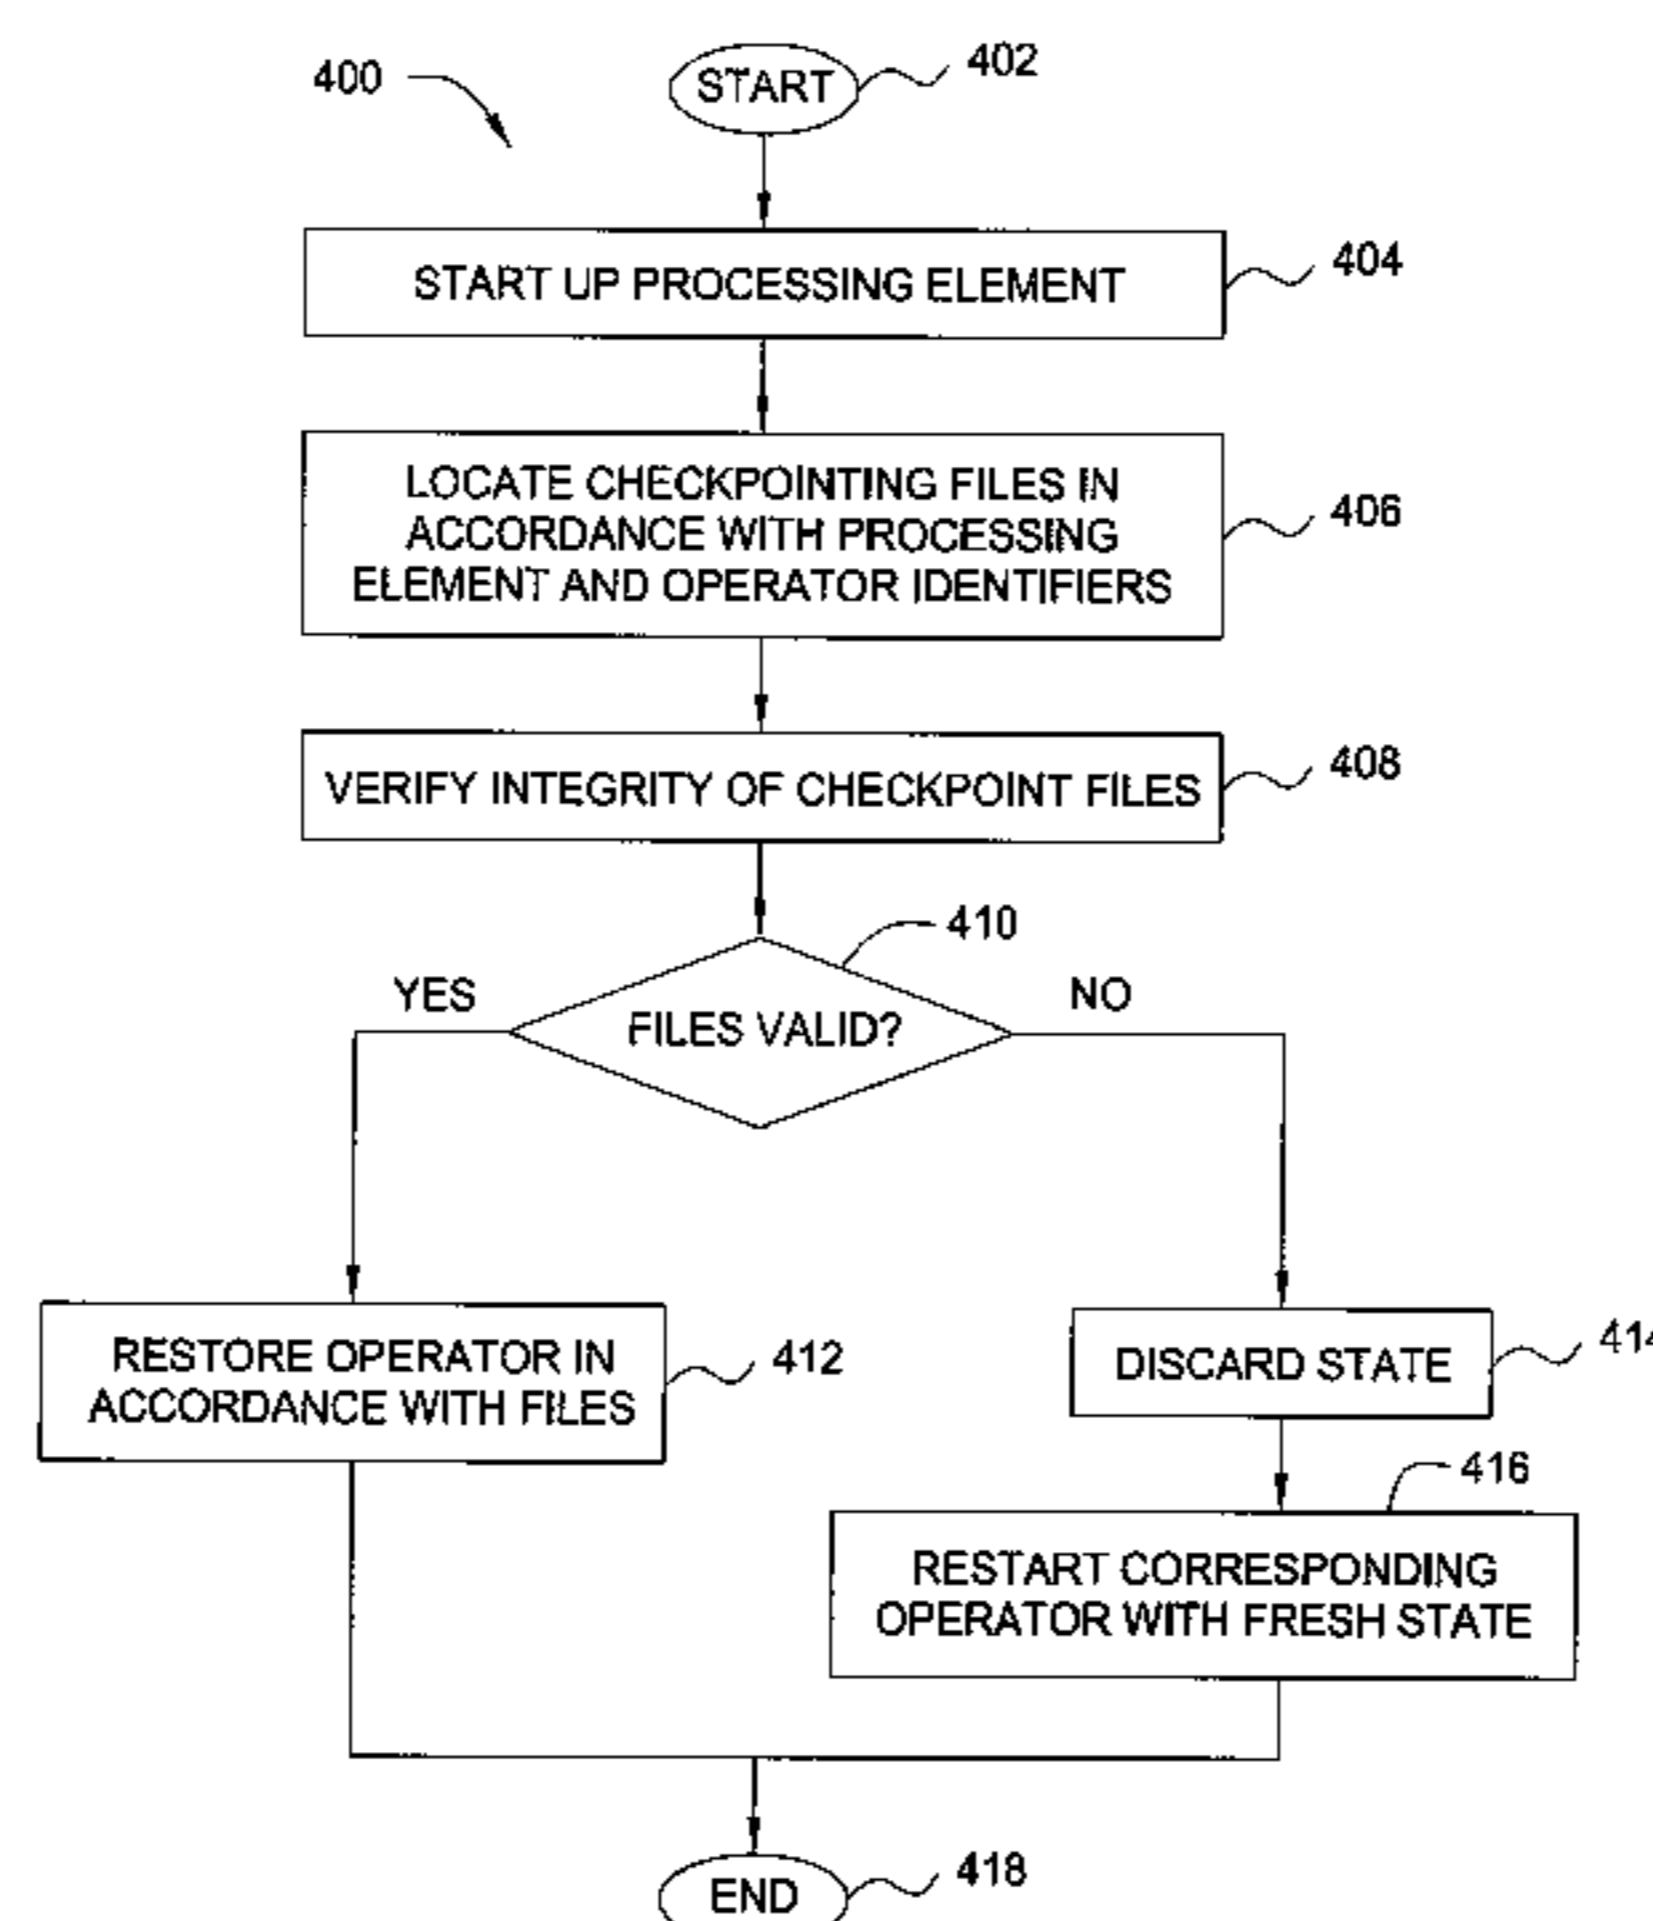 400
START
402
START UP PROCESSING ELEMENT
404
LOCATE CHECKPOINTING FILES IN
ACCORDANCE WITH PROCESSING
ELEMENT AND OPERATOR IDENTIFIERS
406
VERIFY INTEGRITY OF CHECKPOINT FILES
408
410
YES
FILES VALID?
NO
RESTORE OPERATOR IN
ACCORDANCE WITH FILES
412
DISCARD STATE
414
416
RESTART CORRESPONDING
OPERATOR WITH FRESH STATE
END
418